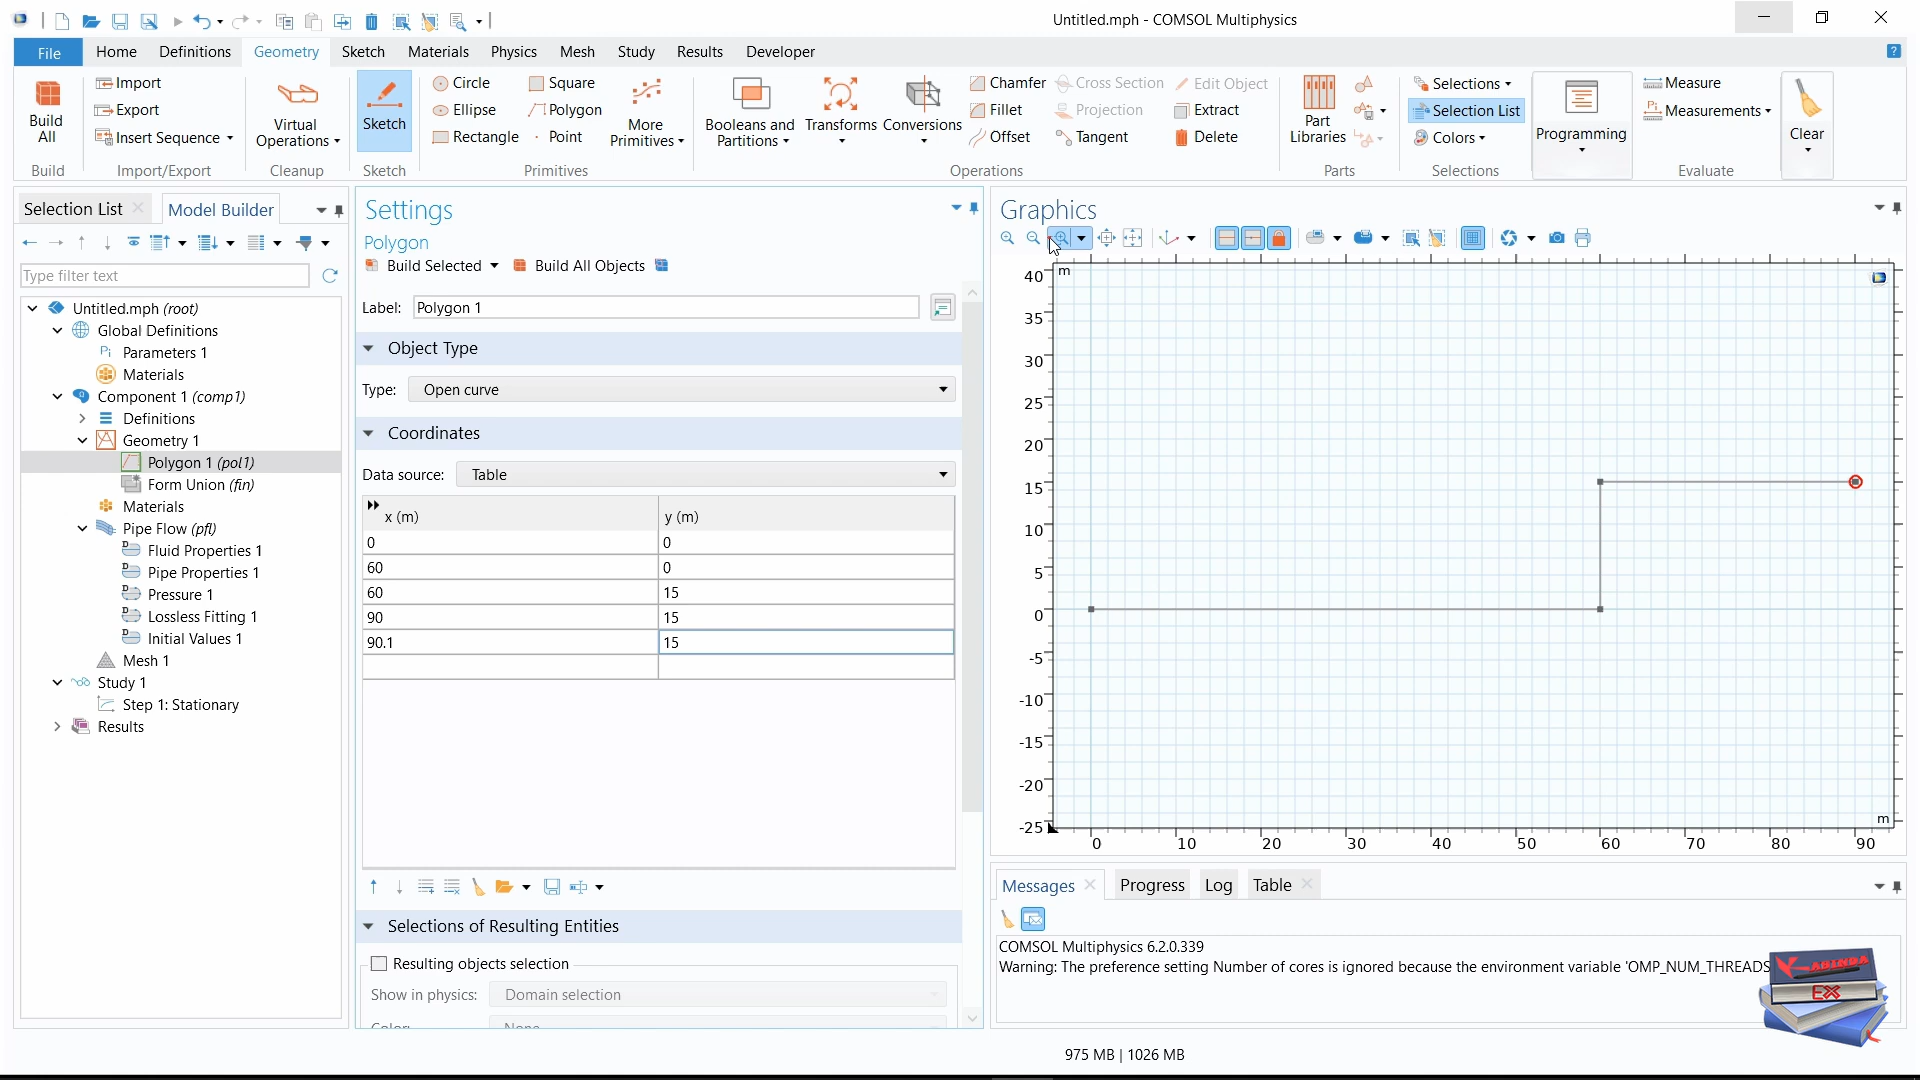 Untitled.mph - COMSOL Multiphysics
File Home Definitions Geometry Sketch Materials Physics Mesh Study Results Developer
Build All
Build
Import
Export
Insert Sequence
Import/Export
Virtual Operations
Cleanup
Sketch
Sketch
Circle
Ellipse
Rectangle
Square
Polygon
Point
More Primitives
Primitives
Booleans and Partitions
Transforms
Conversions
Chamfer
Fillet
Offset
Cross Section
Projection
Tangent
Edit Object
Extract
Delete
Operations
Part Libraries
Parts
Selections
Selection List
Colors
Selections
Programming
Measure
Measurements
Evaluate
Clear
Selection List
Model Builder
Type filter text
Untitled.mph (root)
Global Definitions
Pi Parameters 1
Materials
Component 1 (comp1)
Definitions
Geometry 1
Polygon 1 (pol1)
Form Union (fin)
Materials
Pipe Flow (pfl)
Fluid Properties 1
Pipe Properties 1
Pressure 1
Lossless Fitting 1
Initial Values 1
Mesh 1
Study 1
Step 1: Stationary
Results
Settings
Polygon
Build Selected
Build All Objects
Label: Polygon 1
Object Type
Type: Open curve
Coordinates
Data source: Table
x (m) y (m)
0 0
60 0
60 15
90 15
90.1 15
Selections of Resulting Entities
Resulting objects selection
Show in physics: Domain selection
Color: None
Graphics
m
40
35
30
25
20
15
10
5
0
-5
-10
-15
-20
-25
m
0 10 20 30 40 50 60 70 80 90
Messages Progress Log Table
COMSOL Multiphysics 6.2.0.339
Warning: The preference setting Number of cores is ignored because the environment variable 'OMP_NUM_THREADS
EX
975 MB | 1026 MB